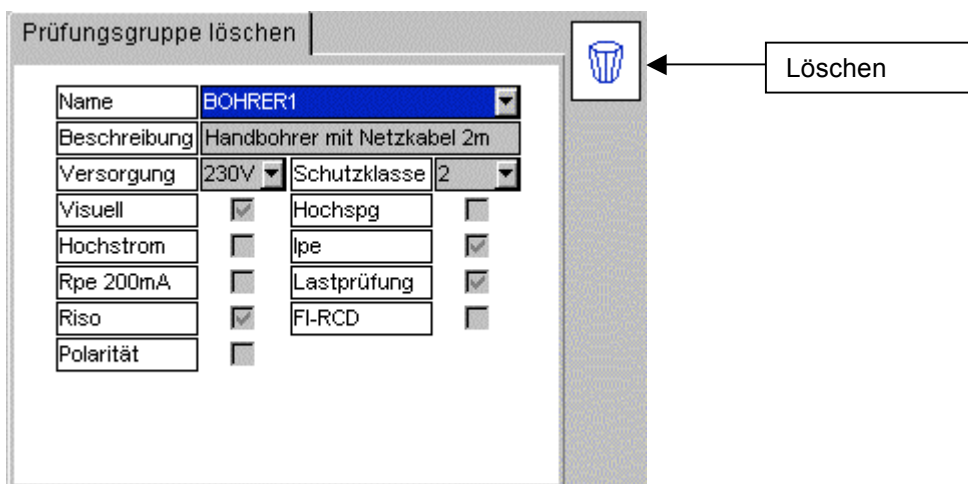 Prüfungsgruppe löschen
Löschen
Name BOHRER1
Beschreibung Handbohrer mit Netzkabel 2m
Versorgung 230V Schutzklasse 2
Visuell Hochspg
Hochstrom Ipe
Rpe 200mA Lastprüfung
Riso FI-RCD
Polarität